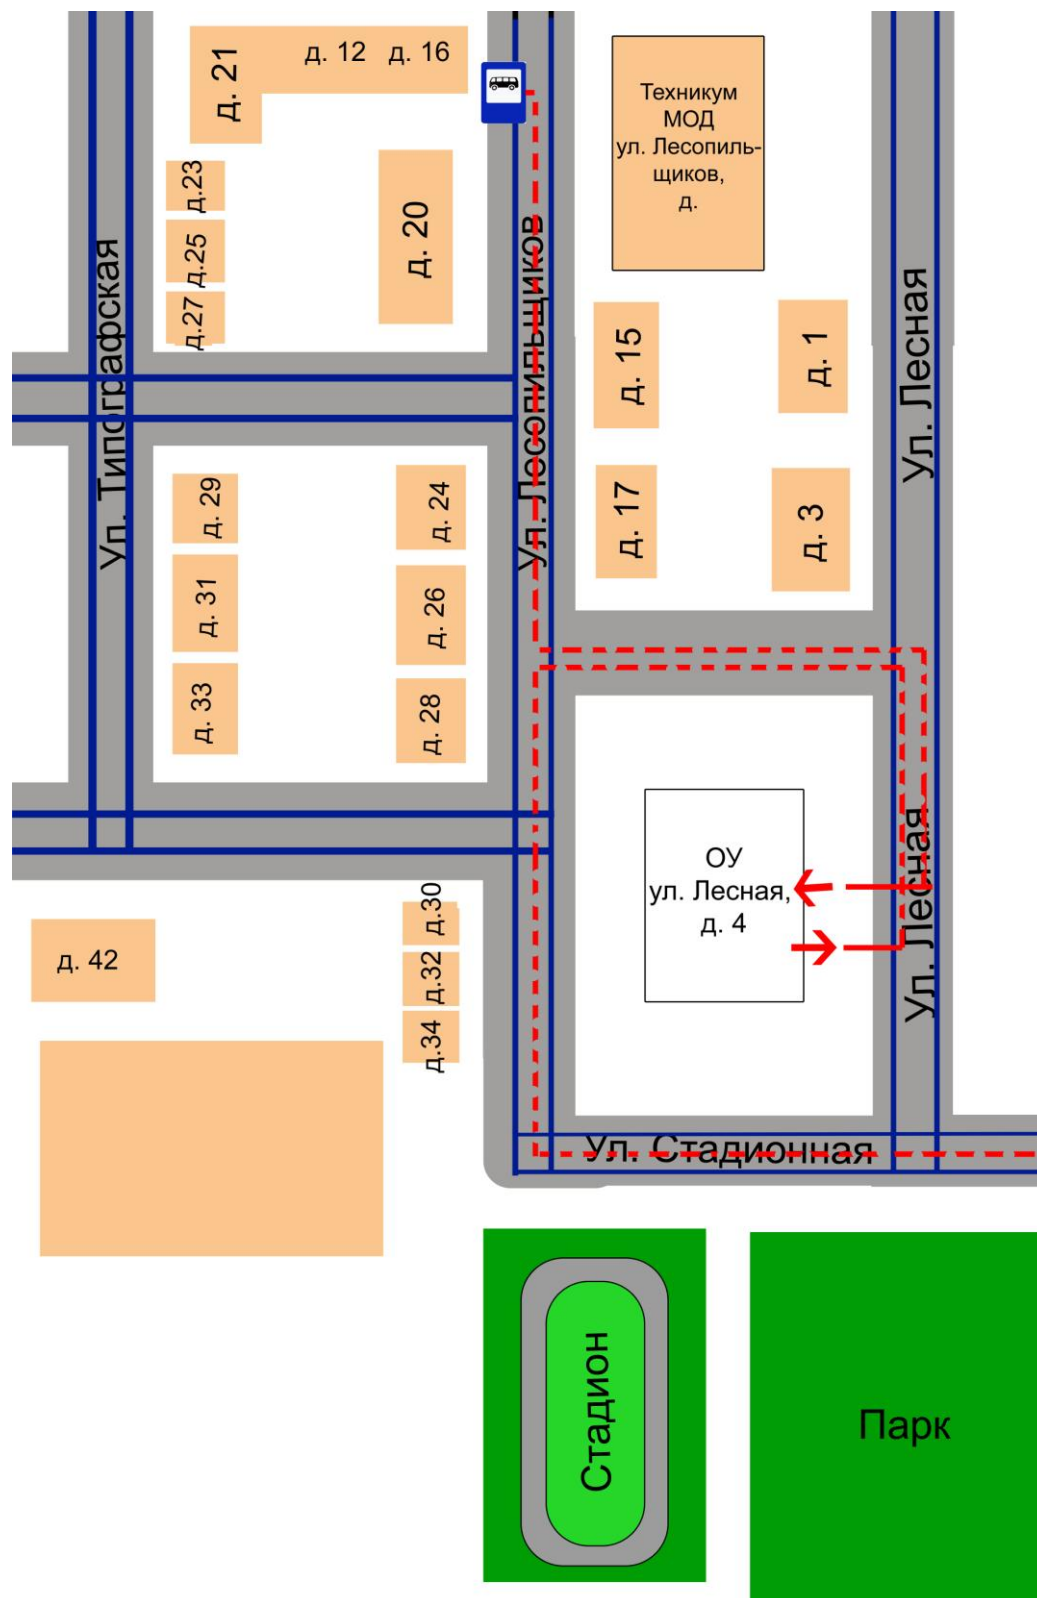 д. 21
д. 12
д. 16
Техникум
МОД
ул. Лесопиль-
щиков,
д.
д.23
д.25
д.27
д. 20
Ул. Типографская
Ул. Лесопильщиков
Ул. Лесная
д. 15
д. 1
д. 29
д. 24
д. 17
д. 3
д. 31
д. 26
д. 33
д. 28
ОУ
ул. Лесная,
д. 4
Ул. Лесная
д.30
д. 42
д.32
д.34
Ул. Стадионная
Стадион
Парк